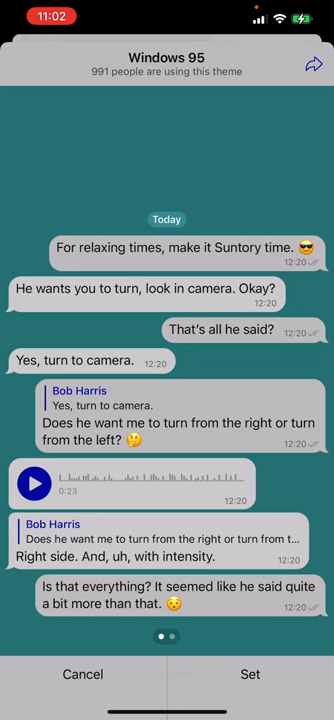 11:02
Windows 95
991 people are using this theme
Today
For relaxing times, make it Suntory time. 😎
12:20
He wants you to turn, look in camera. Okay?
12:20
That's all he said? 12:20
Yes, turn to camera. 12:20
Bob Harris
Yes, turn to camera.
Does he want me to turn from the right or turn
from the left? 🤔
12:20
0:23
12:20
Bob Harris
Does he want me to turn from the right or turn from t...
Right side. And, uh, with intensity. 12:20
Is that everything? It seemed like he said quite
a bit more than that. 😯
12:20
Cancel
Set